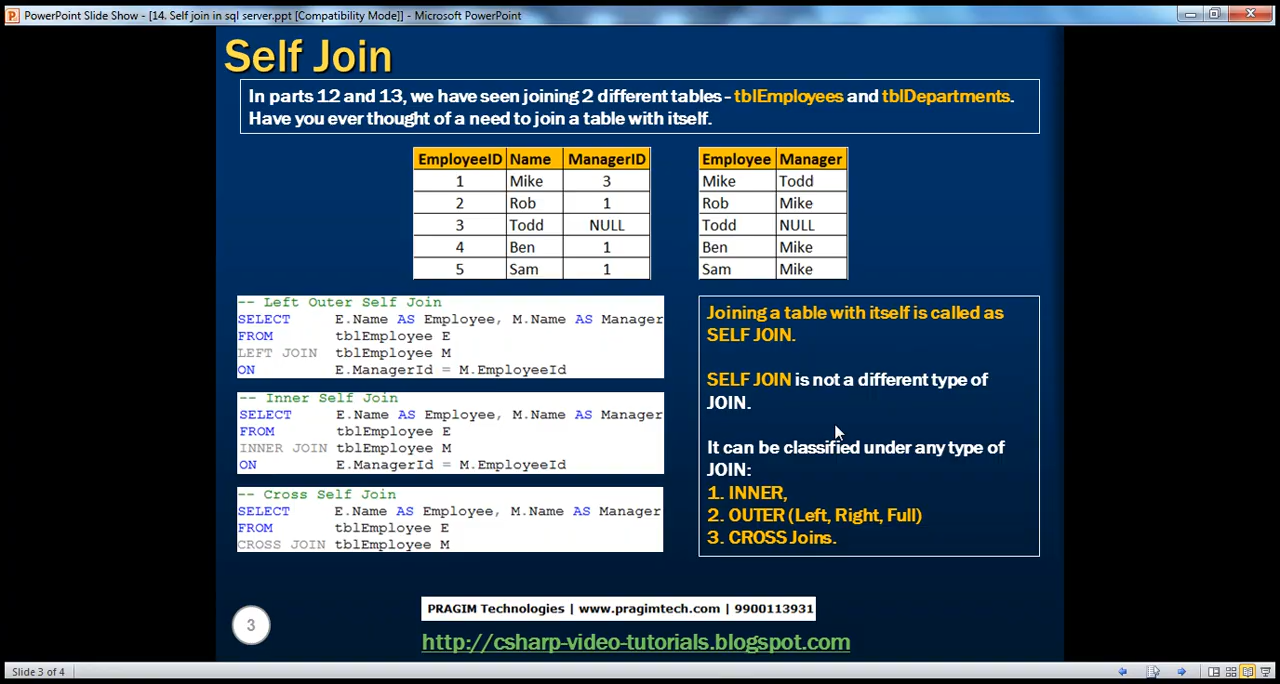 PowerPoint Slide Show - [14. Self join in sql server.ppt [Compatibility Mode]] - Microsoft PowerPoint
Self Join
In parts 12 and 13, we have seen joining 2 different tables - tblEmployees and tblDepartments.
Have you ever thought of a need to join a table with itself.
EmployeeID Name ManagerID
1 Mike 3
2 Rob 1
3 Todd NULL
4 Ben 1
5 Sam 1
Employee Manager
Mike Todd
Rob Mike
Todd NULL
Ben Mike
Sam Mike
-- Left Outer Self Join
SELECT E.Name AS Employee, M.Name AS Manager
FROM tblEmployee E
LEFT JOIN tblEmployee M
ON E.ManagerId = M.EmployeeId
-- Inner Self Join
SELECT E.Name AS Employee, M.Name AS Manager
FROM tblEmployee E
INNER JOIN tblEmployee M
ON E.ManagerId = M.EmployeeId
-- Cross Self Join
SELECT E.Name AS Employee, M.Name AS Manager
FROM tblEmployee E
CROSS JOIN tblEmployee M
Joining a table with itself is called as
SELF JOIN.
SELF JOIN is not a different type of
JOIN.
It can be classified under any type of
JOIN:
1. INNER,
2. OUTER (Left, Right, Full)
3. CROSS Joins.
3
PRAGIM Technologies | www.pragimtech.com | 9900113931
http://csharp-video-tutorials.blogspot.com
Slide 3 of 4